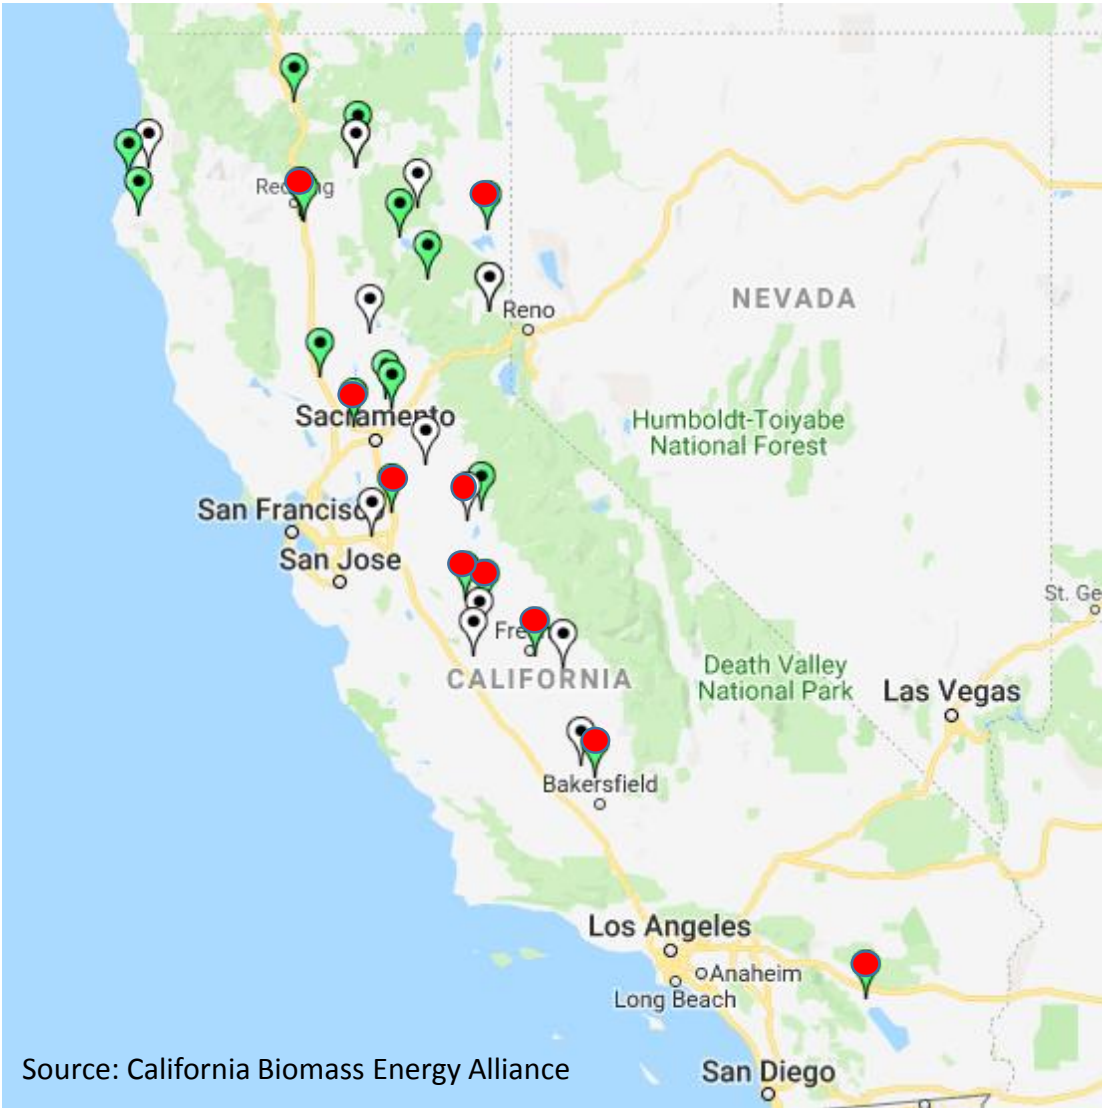 Reno
NEVADA
Sacramento
Humboldt-Toiyabe
National Forest
San Francisco
San Jose
St. Ge
CALIFORNIA
Death Valley
National Park
Las Vegas
Bakersfield
Los Angeles
Anaheim
Long Beach
San Diego
Source: California Biomass Energy Alliance